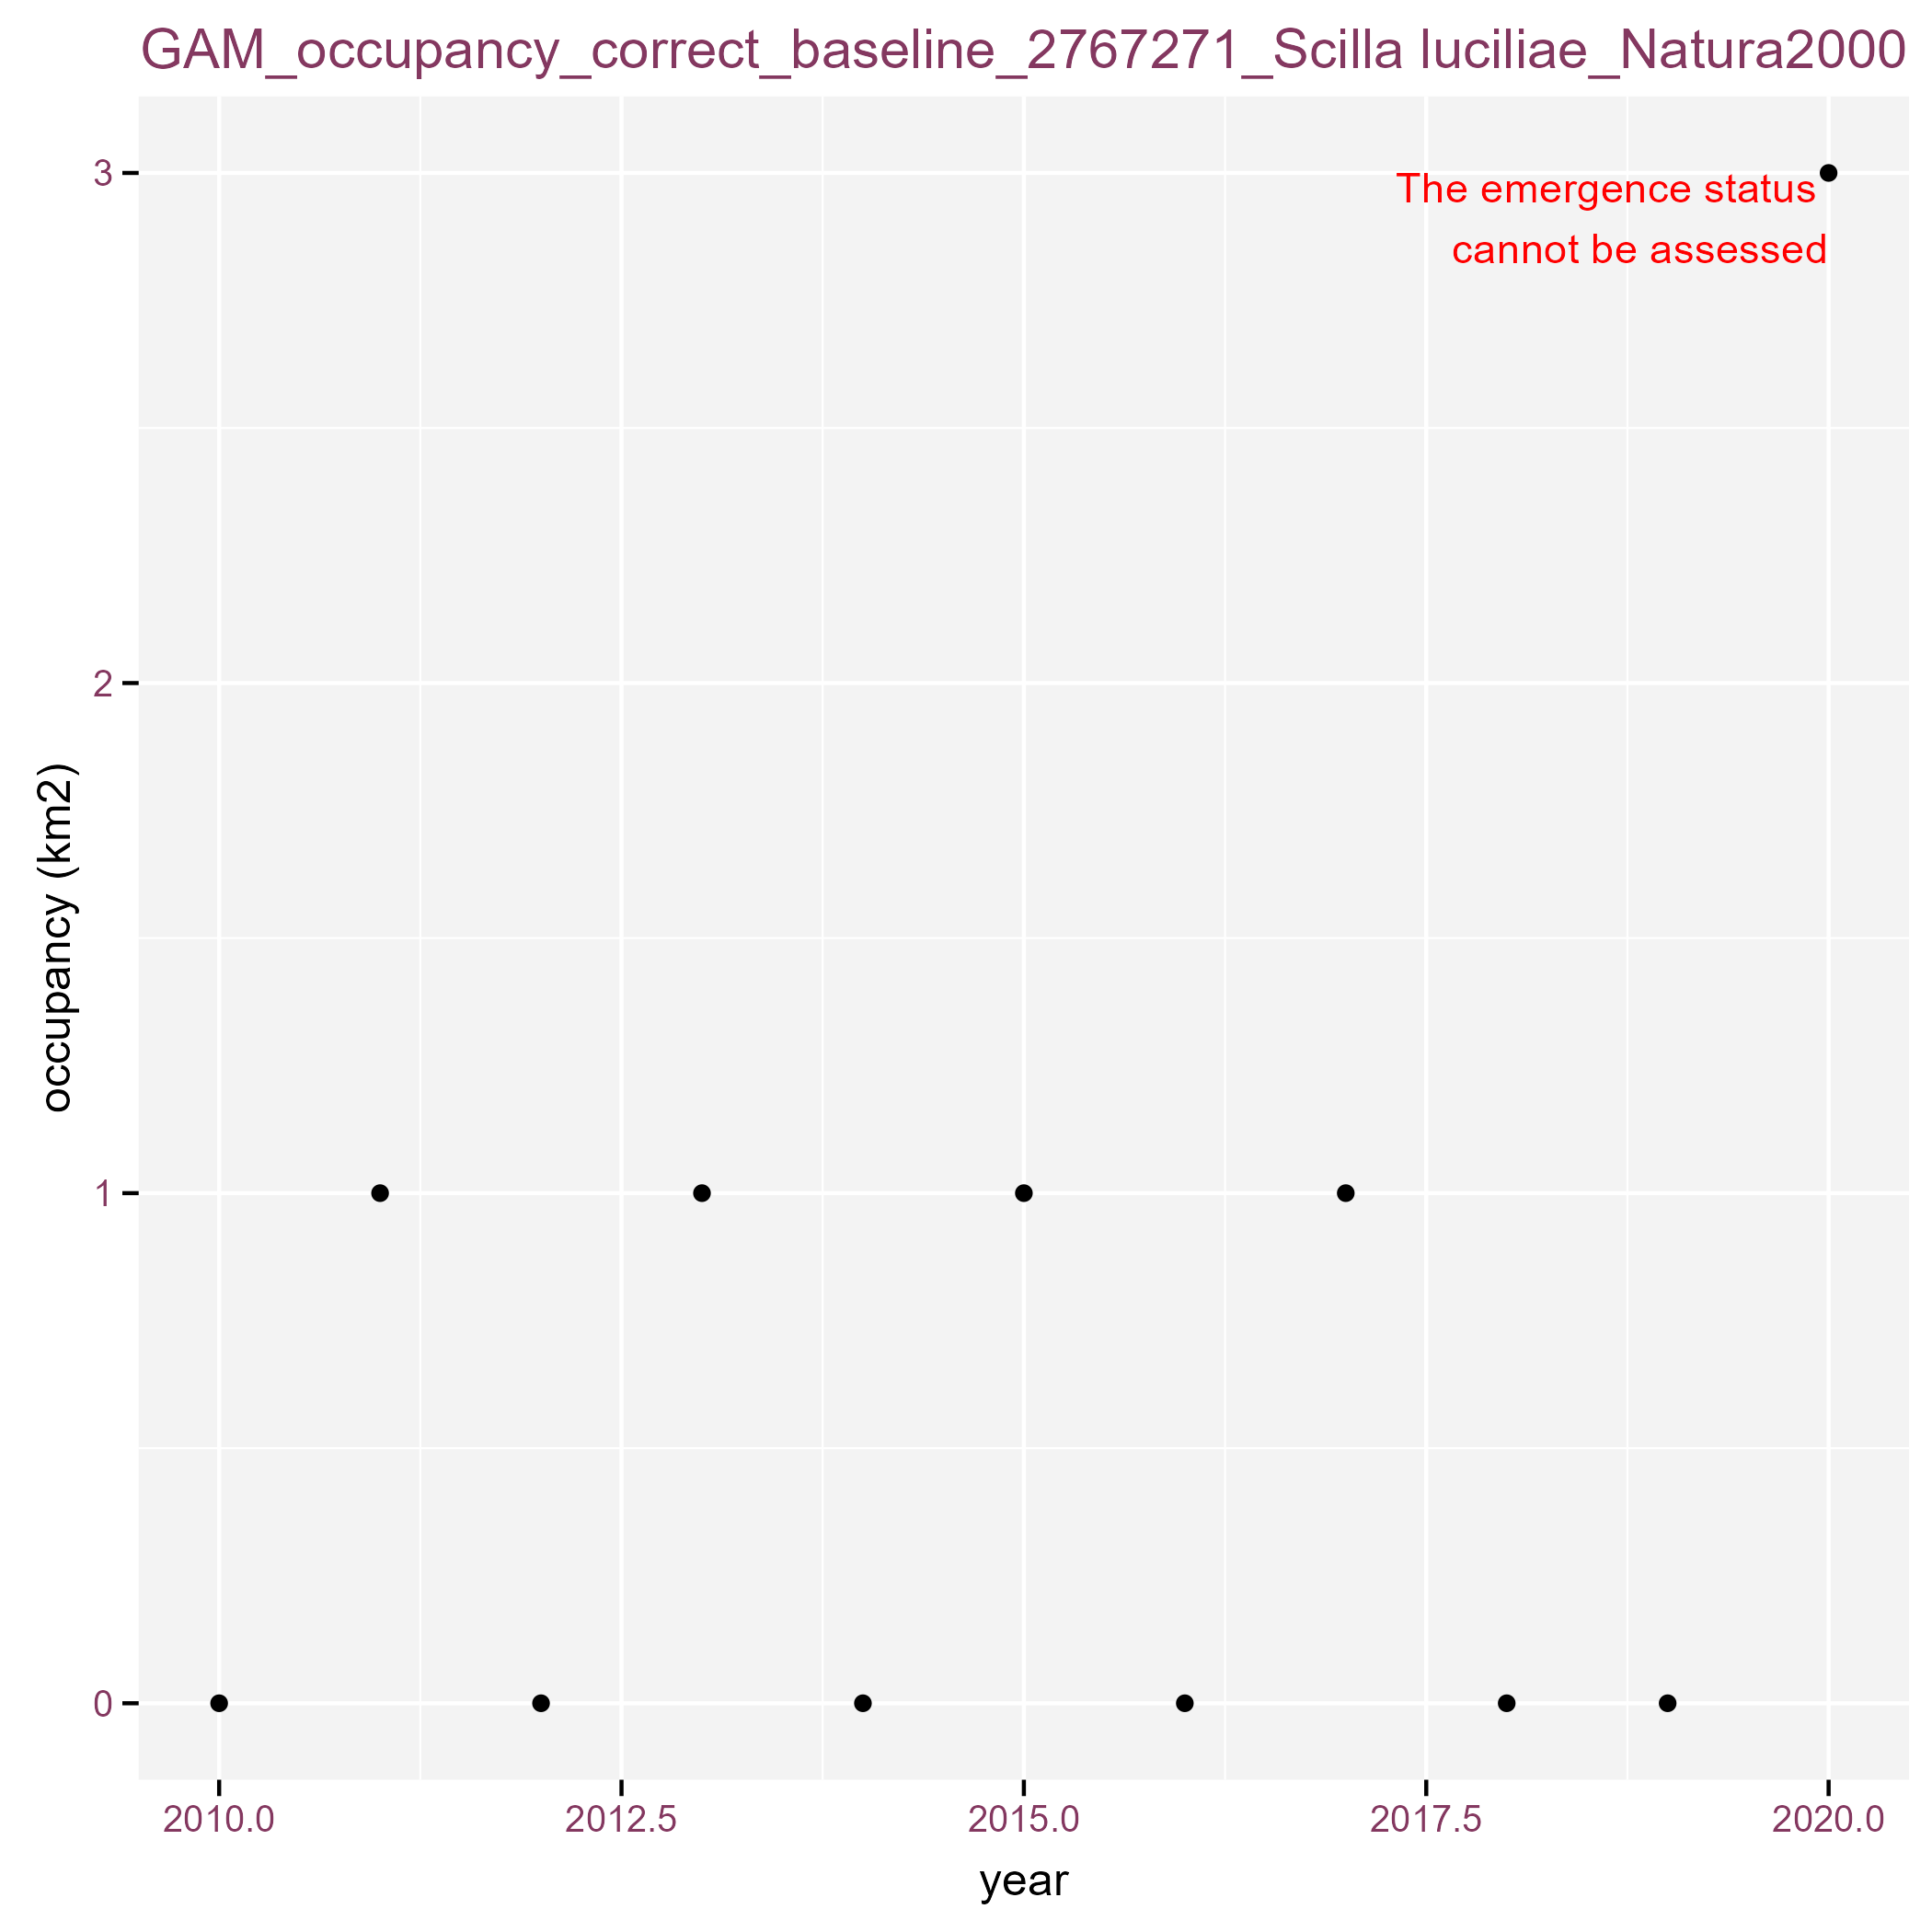 GAM_occupancy_correct_baseline_2767271_Scilla luciliae_Natura2000
3
The emergence status
cannot be assessed
2
occupancy (km2)
1
0
2010.0 2012.5 2015.0 2017.5 2020.0
year